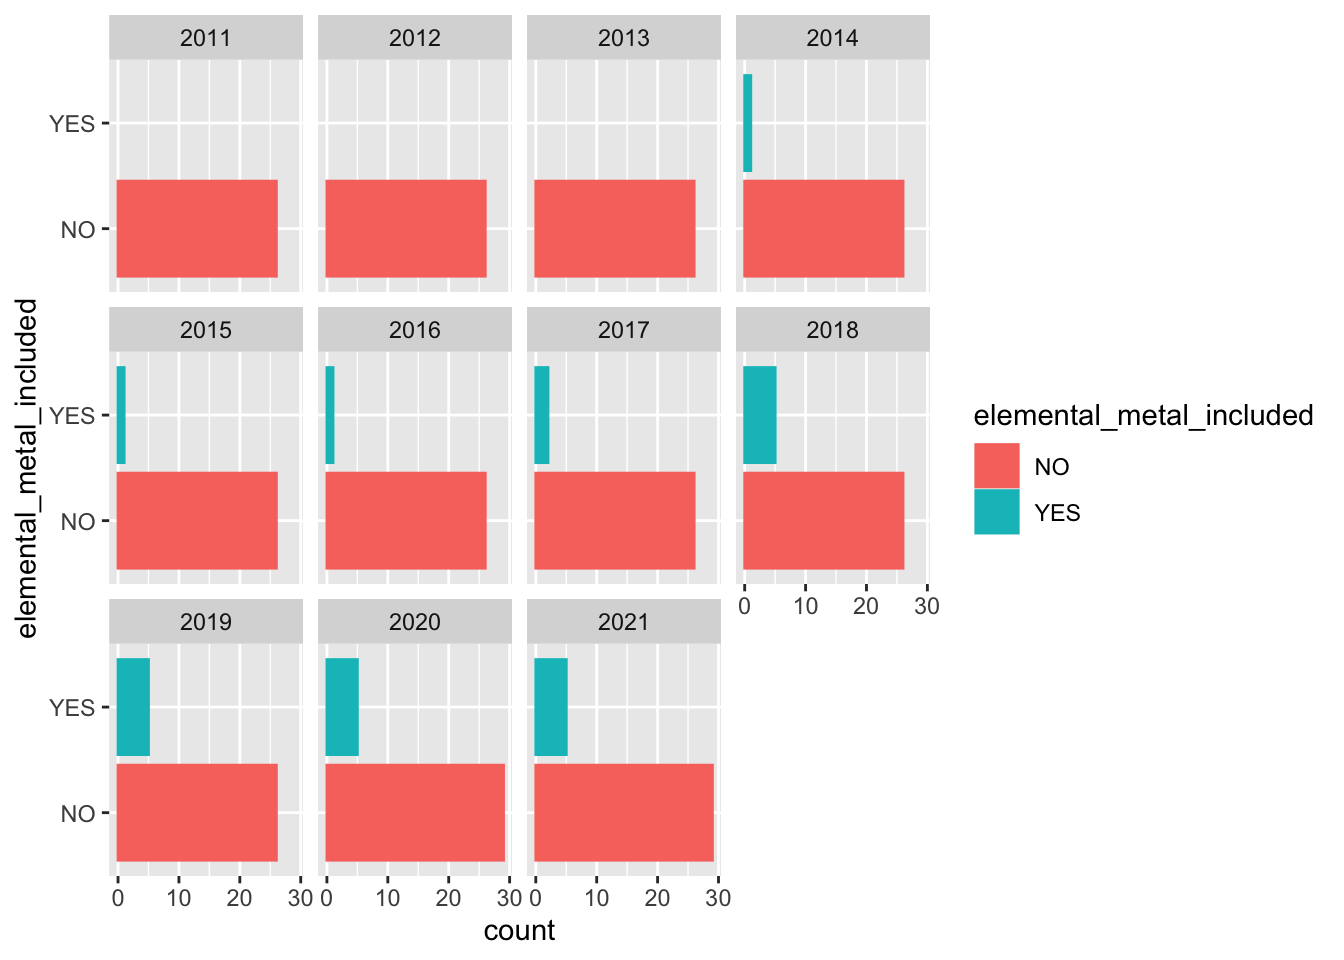 2011 2012 2013 2014
YES
NO
2015 2016 2017 2018
YES
NO
0 10 20 30
2019 2020 2021
YES
NO
0 10 20 30 0 10 20 30 0 10 20 30
count
elemental_metal_included
elemental_metal_included
NO
YES